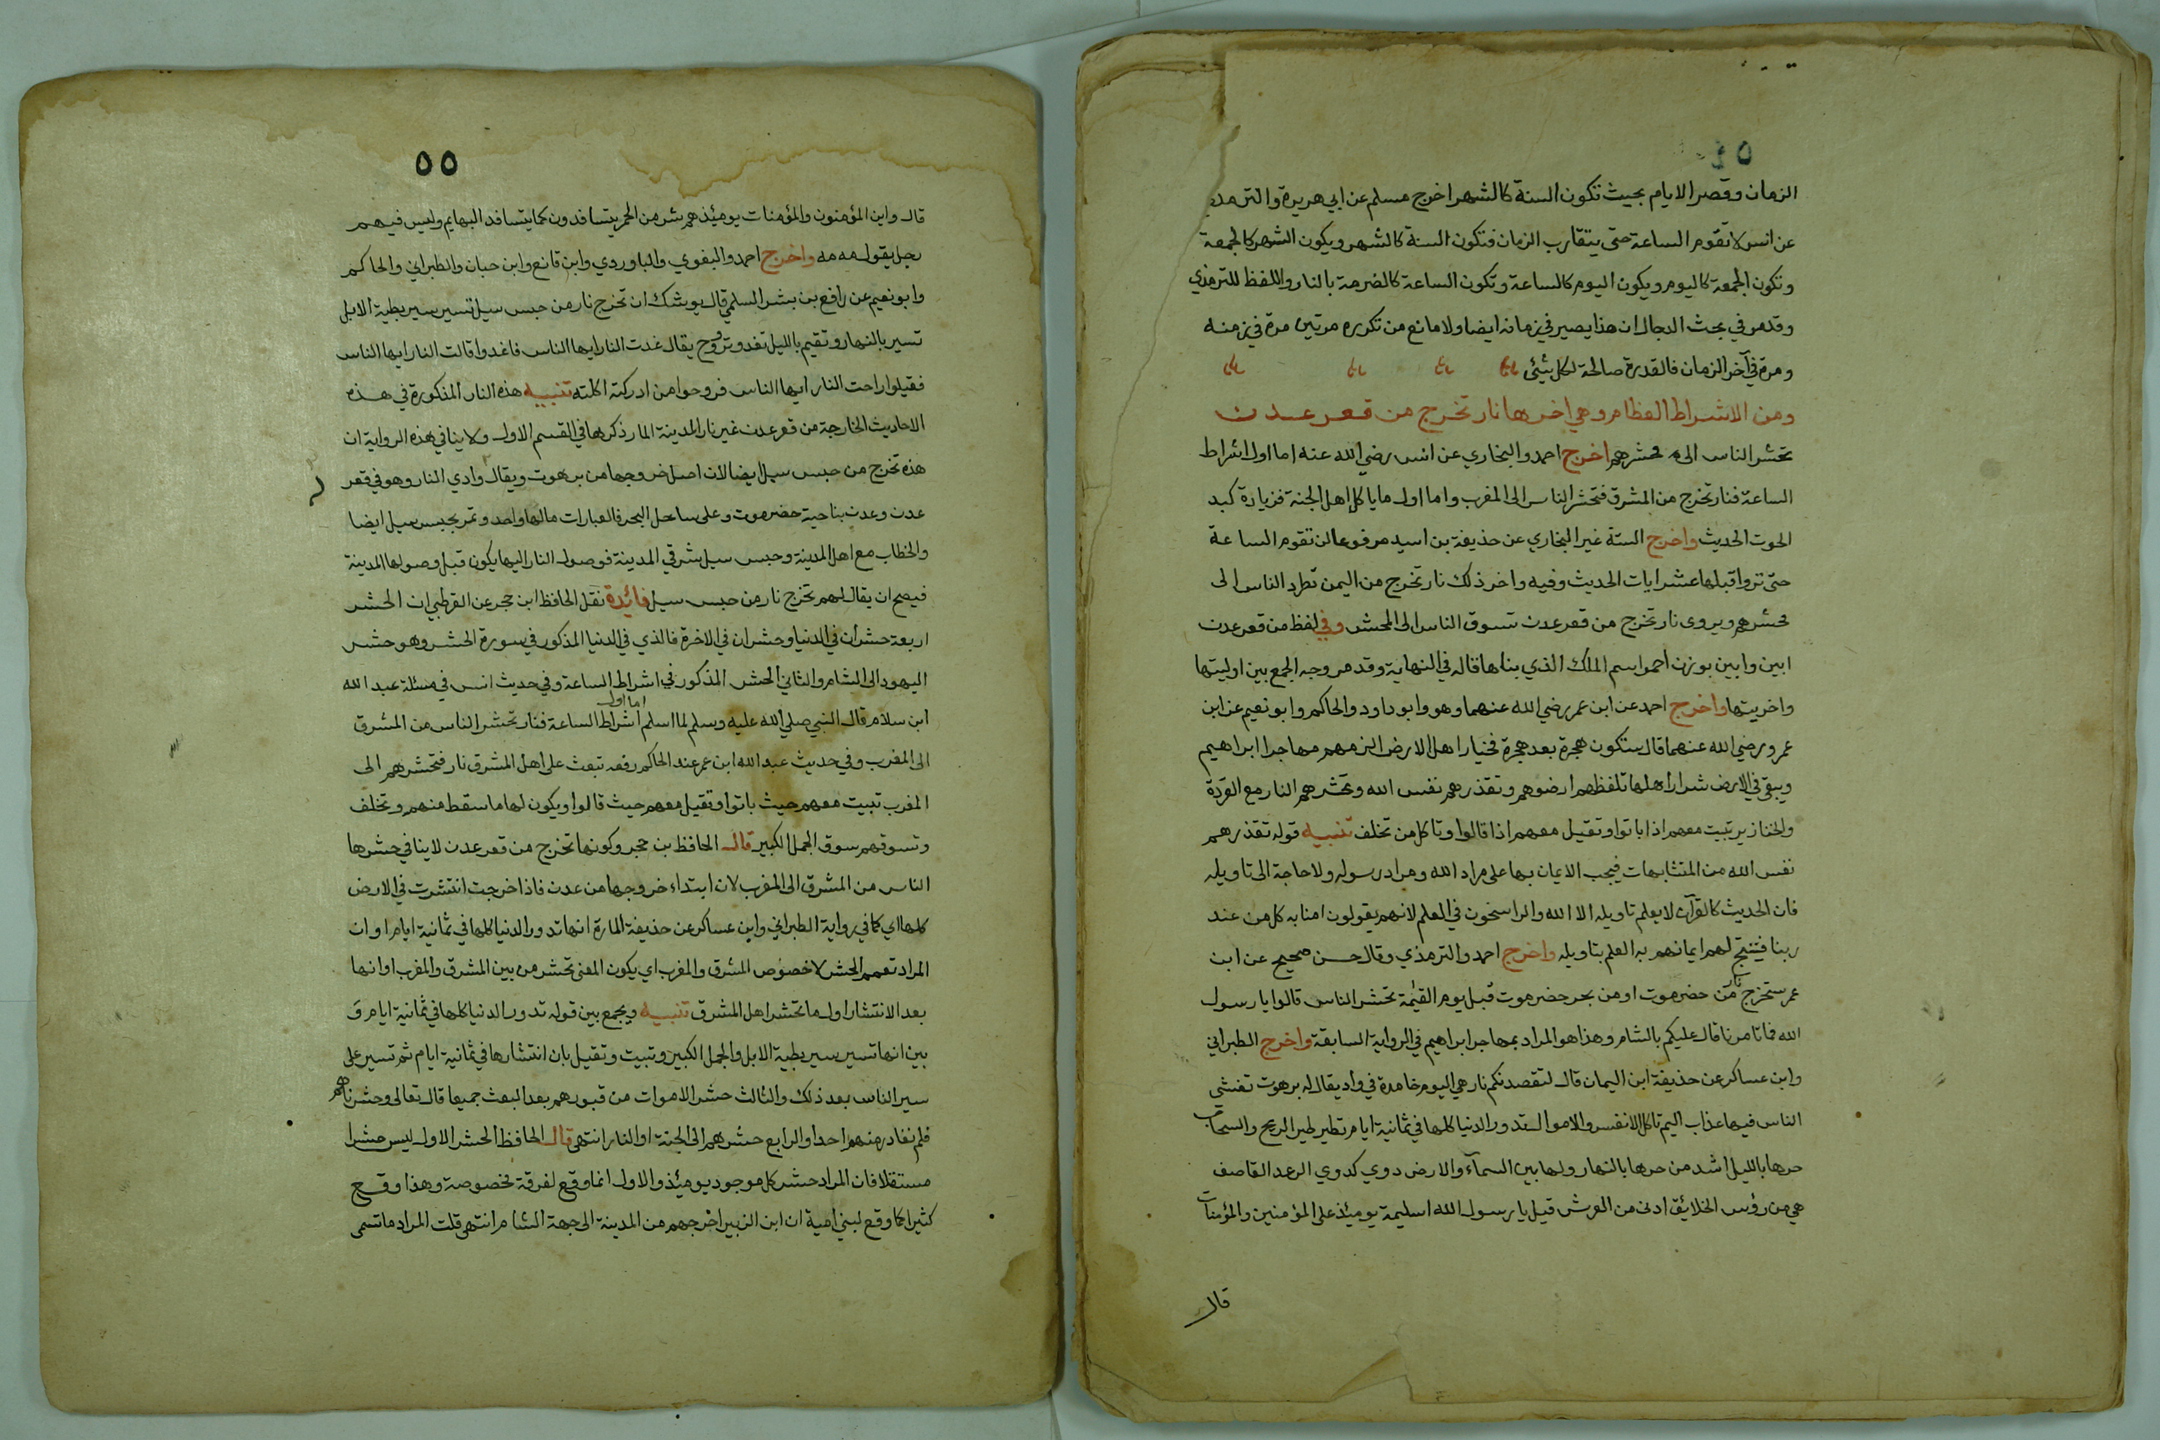 ٥٤
الزمان وقصر الايام بحيث تكون السنة كالشهر اخرج مسلم عن ابي هريرة والترمذي
عن انس لا تقوم الساعة حتى يتقارب الزمان فتكون السنة كالشهر ويكون الشهر كالجمعة
وتكون الجمعة كاليوم ويكون اليوم كالساعة وتكون الساعة كالضرمة بالنار واللفظ للترمذي
وقد مر في بحث الدجال ان هذا يصير في زمانه ايضا ولا مانع من تكرره مرتين مرة في زمنه
ومرة في آخر الزمان فالقدرة صالحة لكل شئ
ومن الاشراط العظام وهي اخرها نار تخرج من قعر عدن
تحشر الناس الى محشرهم اخرج احمد والبخاري عن انس رضي الله عنه اما اول اشراط
الساعة فنار تخرج من المشرق فتحشر الناس الى المغرب واما اول ما ياكل اهل الجنة فزيادة كبد
الحوت الحديث واخرج الستة غير البخاري عن حذيفة بن اسيد مرفوعا لن تقوم الساعة
حتى تروا قبلها عشر ايات الحديث وفيه واخر ذلك نار تخرج من اليمن تطرد الناس الى
محشرهم ويروى نار تخرج من قعر عدن تسوق الناس الى المحشر وفي لفظ من قعر عدن
ابين وابين بوزن احمر اسم الملك الذي بناها قاله في النهاية وقد مر وجه الجمع بين اوليتها
واخريتها واخرج احمد عن ابن عمر رضي الله عنهما وهو وابو داود والحاكم وابو نعيم عن ابن
عمرو رضي الله عنهما قال ستكون هجرة بعد هجرة فخيار اهل الارض الزمهم مهاجر ابراهيم
ويبقى في الارض شرار اهلها تلفظهم ارضوهم وتقذرهم نفس الله وتحشرهم النار مع القردة
والخنازير تبيت معهم اذا باتوا وتقيل معهم اذا قالوا وتاكل من تخلف تنبيه قوله تقذرهم
نفس الله من المتشابهات فيجب الايمان بها على مراد الله ومراد رسوله ولا حاجة الى تاويله
فان الحديث كالقرآن لا يعلم تاويله الا الله والراسخون في العلم لانهم يقولون امنا به كل من عند
ربنا فينتج لهم ايمانهم به العلم بتاويله واخرج احمد والترمذي وقال حسن صحيح عن ابن
عمر ستخرج نار من حضرموت او من بحر حضرموت قبل يوم القيٰمة تحشر الناس قالوا يا رسول
الله فما تامرنا قال عليكم بالشام وهذا هو المراد بمهاجر ابراهيم في الرواية السابقة واخرج الطبراني
وابن عساكر عن حذيفة ابن اليمان قال لتقصدنكم نار هي اليوم خامدة في واد يقال له برهوت تغشى
الناس فيها عذاب اليم تاكل الانفس والاموال تدور الدنيا كلها في ثمانية ايام تطير طير الريح والسحاب
حرها بالليل اشد من حرها بالنهار ولها بين السمآء والارض دوي كدوي الرعد القاصف
هي من رؤس الخلائق ادنى من العرش قيل يا رسول الله اسليمة يومئذ على المؤمنين والمؤمنات
قال
٥٥
قال واين المؤمنون والمؤمنات يومئذ هم شر من الحمر يتسافدون كما يتسافد البهايم وليس فيهم
رجل يقول مه مه واخرج احمد والبغوي والباوردي وابن قانع وابن حبان والطبراني والحاكم
وابو نعيم عن رافع بن بشر السلمي قال يوشك ان تخرج نار من حبس سيل تسير سير بطية الابل
تسير بالنهار وتقيم بالليل تغدو وتروح يقال غدت النار ايها الناس فاغدوا قالت النار ايها الناس
فقيلوا راحت النار ايها الناس فروحوا من ادركته اكلته تنبيه هذه النار المذكورة في هذه
الاحاديث الخارجة من قعر عدن غير نار المدينة المار ذكرها في القسم الاول ولا ينافي هذه الرواية ان
هذه تخرج من حبس سيل ايضا لان اصل خروجها من برهوت ويقال وادي النار وهو في قعر
عدن وعدن بناحية حضرموت وعلى ساحل البحر فالعبارات مالها واحد وتمر بحبس سيل ايضا
والخطاب مع اهل المدينة وحبس سيل شرقي المدينة فوصول النار اليها يكون قبل وصولها المدينة
فيصح ان يقال لهم تخرج نار من حبس سيل فائدة نقل الحافظ ابن حجر عن القرطبي ان الحشر
اربعة حشران في الدنيا وحشران في الاخرة فالذي في الدنيا المذكور في سورة الحشر وهو حشر
اليهود الى الشام والثاني الحشر المذكور في اشراط الساعة وفي حديث انس في مسئلة عبد الله
ابن سلام قال النبي صلي الله عليه وسلم لما اسلم اما اول اشراط الساعة فنار تحشر الناس من المشرق
الى المغرب وفي حديث عبد الله ابن عمر عند الحاكم رفعه تبعث على اهل المشرق نار فتحشرهم الى
المغرب تبيت معهم حيث باتوا وتقيل معهم حيث قالوا ويكون لها ما سقط منهم وتخلف
وتسوقهم سوق الجمل الكبير قال الحافظ بن حجر وكونها تخرج من قعر عدن لا ينافي حشرها
الناس من المشرق الى المغرب لان ابتداء خروجها من عدن فاذا خرجت انتشرت في الارض
كلها اي كما في رواية الطبراني وابن عساكر عن حذيفة المارة انها تدور الدنيا كلها في ثمانية ايام او ان
المراد تعميم الحشر لا خصوص المشرق والمغرب اي يكون المعنى تحشر من بين المشرق والمغرب او انها
بعد الانتشار اول ما تحشر اهل المشرق تنبيه ويجمع بين قوله تدور الدنيا كلها في ثمانية ايام و
بين انها تسير سير بطية الابل والجمل الكبير وتبيت وتقيل بان انتشارها في ثمانية ايام ثم تسير على
سير الناس بعد ذلك والثالث حشر الاموات من قبورهم بعد البعث جميعا قال تعالى وحشرناهم
فلم نغادر منهم احدا والرابع حشرهم الى الجنة او النار انتهى قال الحافظ الحشر الاول ليس حشرا
مستقلا فان المراد حشر كل موجود يومئذ والاول انما وقع لفرقة مخصوصة وهذا وقع
كثيرا كما وقع لبني امية ان ابن الزبير اخرجهم من المدينة الى جهة الشام انتهى قلت المراد ما تسمى